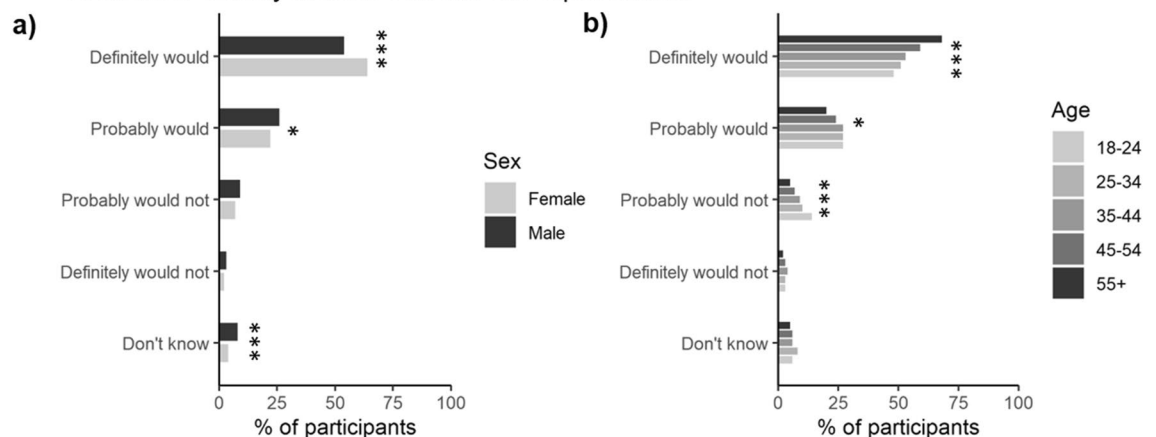 a)
Definitely would
***
Probably would
*
Probably would not
Definitely would not
Don't know
***
0 25 50 75 100
% of participants
Sex
Female
Male
b)
Definitely would
***
Probably would
*
Probably would not
***
Definitely would not
Don't know
0 25 50 75 100
% of participants
Age
18-24
25-34
35-44
45-54
55+